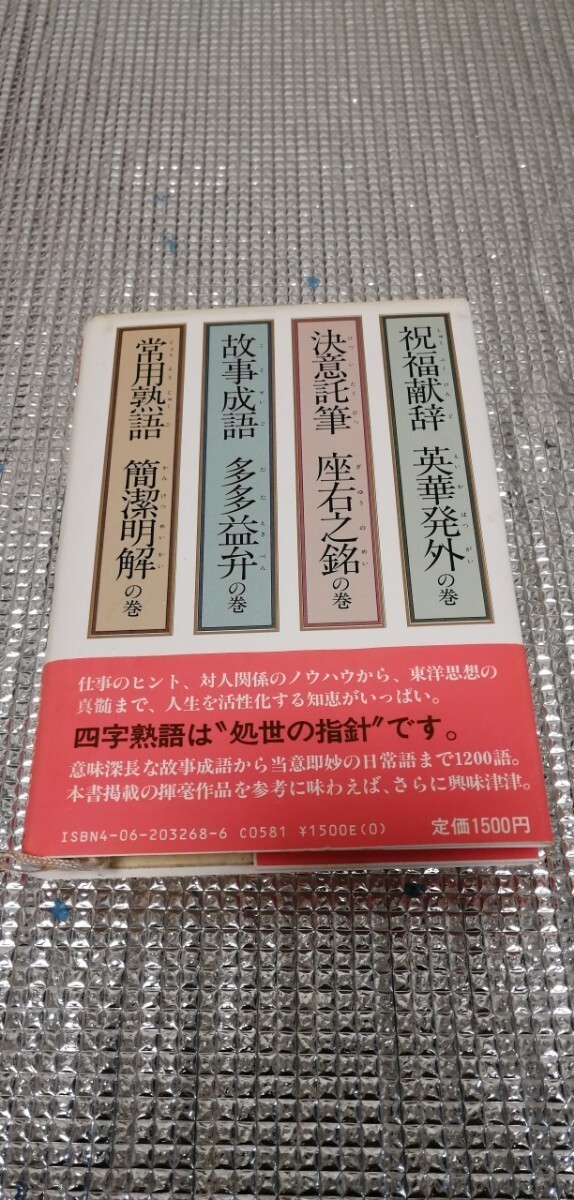 祝福献辞 英華発外の巻
決意託筆 座右之銘の巻
故事成語 多多益弁の巻
常用熟語 簡潔明解の巻
仕事のヒント、対人関係のノウハウから、東洋思想の
真髄まで、人生を活性化する知恵がいっぱい。
四字熟語は〝処世の指針〟です。
意味深長な故事成語から当意即妙の日常語まで1200語。
本書掲載の揮毫作品を参考に味わえば、さらに興味津津。
ISBN4-06-203268-6 C0581 ¥1500E(0) 定価1500円